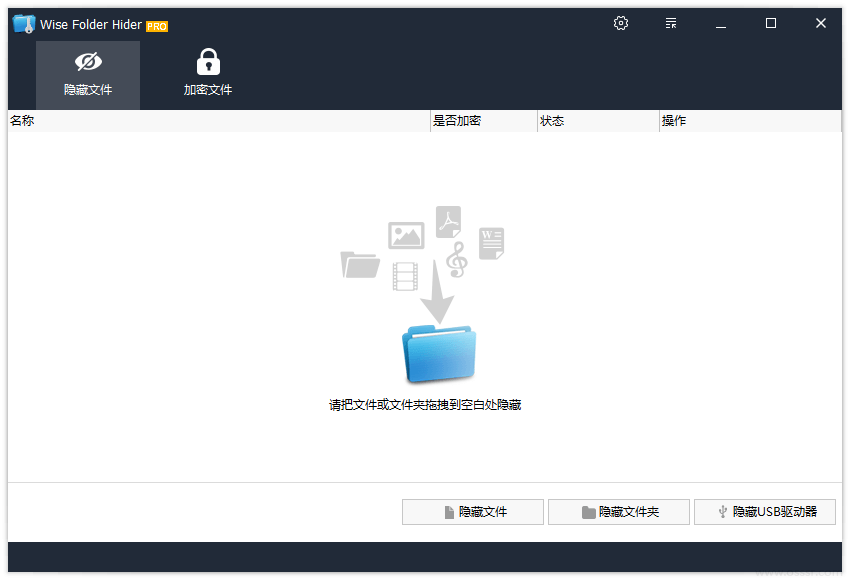 Wise Folder Hider PRO
隐藏文件
加密文件
名称 是否加密 状态 操作
W
请把文件或文件夹拖拽到空白处隐藏
隐藏文件 隐藏文件夹 隐藏USB驱动器